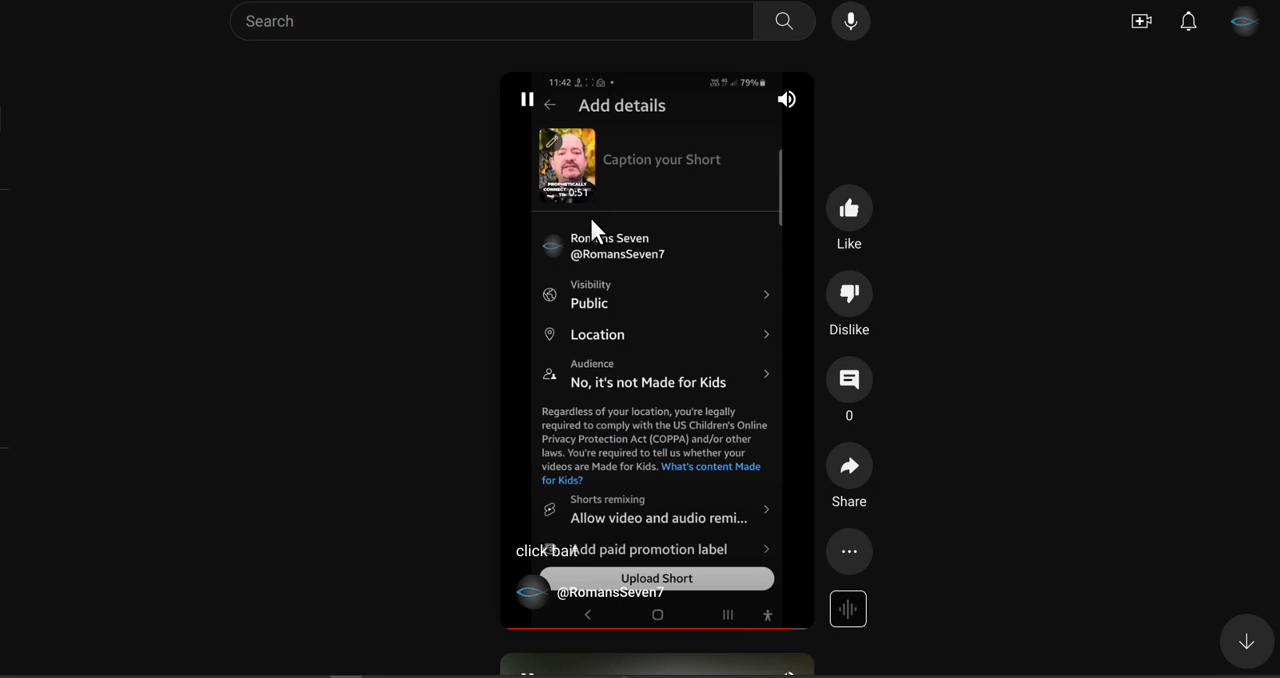 Search
11:42
79%
Add details
Caption your Short
PROPHETICALLY
0:51
Romans Seven
@RomansSeven7
Visibility
Public
Location
Audience
No, it's not Made for Kids
Regardless of your location, you're legally
required to comply with the US Children's Online
Privacy Protection Act (COPPA) and/or other
laws. You're required to tell us whether your
videos are Made for Kids. What's content Made
for Kids?
Shorts remixing
Allow video and audio remi...
click bait
Add paid promotion label
Upload Short
@RomansSeven7
Like
Dislike
0
Share